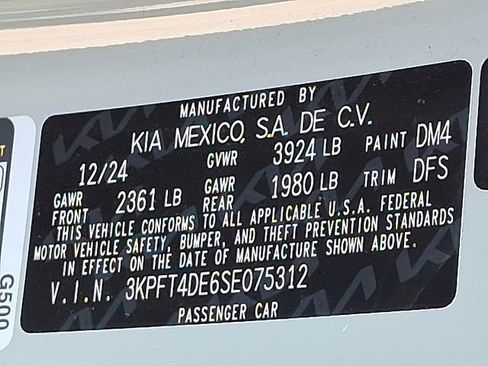 MANUFACTURED BY
KIA MEXICO, S.A. DE C.V.
12/24 GVWR 3924 LB PAINT DM4
GAWR FRONT 2361 LB GAWR REAR 1980 LB TRIM DFS
THIS VEHICLE CONFORMS TO ALL APPLICABLE U.S.A. FEDERAL
MOTOR VEHICLE SAFETY, BUMPER, AND THEFT PREVENTION STANDARDS
IN EFFECT ON THE DATE OF MANUFACTURE SHOWN ABOVE.
V.I.N. 3KPFT4DE6SE075312
PASSENGER CAR
G500